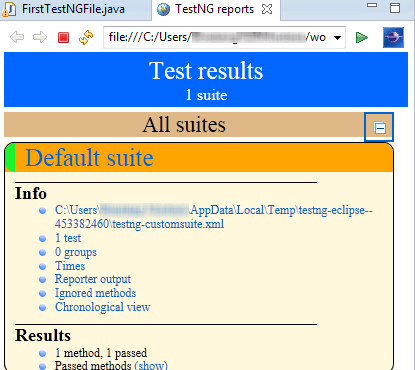 FirstTestNGFile.java
TestNG reports
file:///C:/Users/ /wo
Test results
1 suite
All suites
Default suite
Info
C:\Users\ AppData\Local\Temp\testng-eclipse--
453382460\testng-customsuite.xml
1 test
0 groups
Times
Reporter output
Ignored methods
Chronological view
Results
1 method, 1 passed
Passed methods (show)